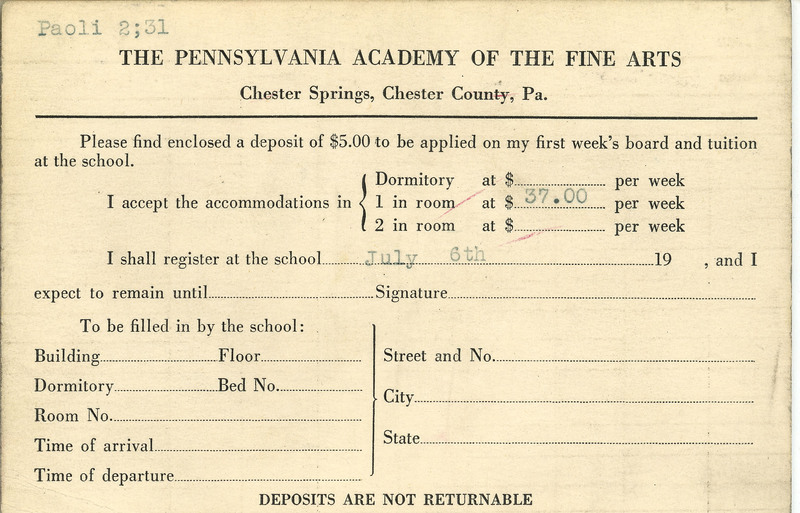 Paoli 2;31
THE PENNSYLVANIA ACADEMY OF THE FINE ARTS
Chester Springs, Chester County, Pa.
Please find enclosed a deposit of $5.00 to be applied on my first week's board and tuition
at the school.
I accept the accommodations in
Dormitory at $ per week
1 in room at $ 37.00 per week
2 in room at $ per week
I shall register at the school July 6th 19 , and I
expect to remain until Signature
To be filled in by the school:
Building Floor
Dormitory Bed No.
Room No.
Time of arrival
Time of departure
Street and No.
City
State
DEPOSITS ARE NOT RETURNABLE